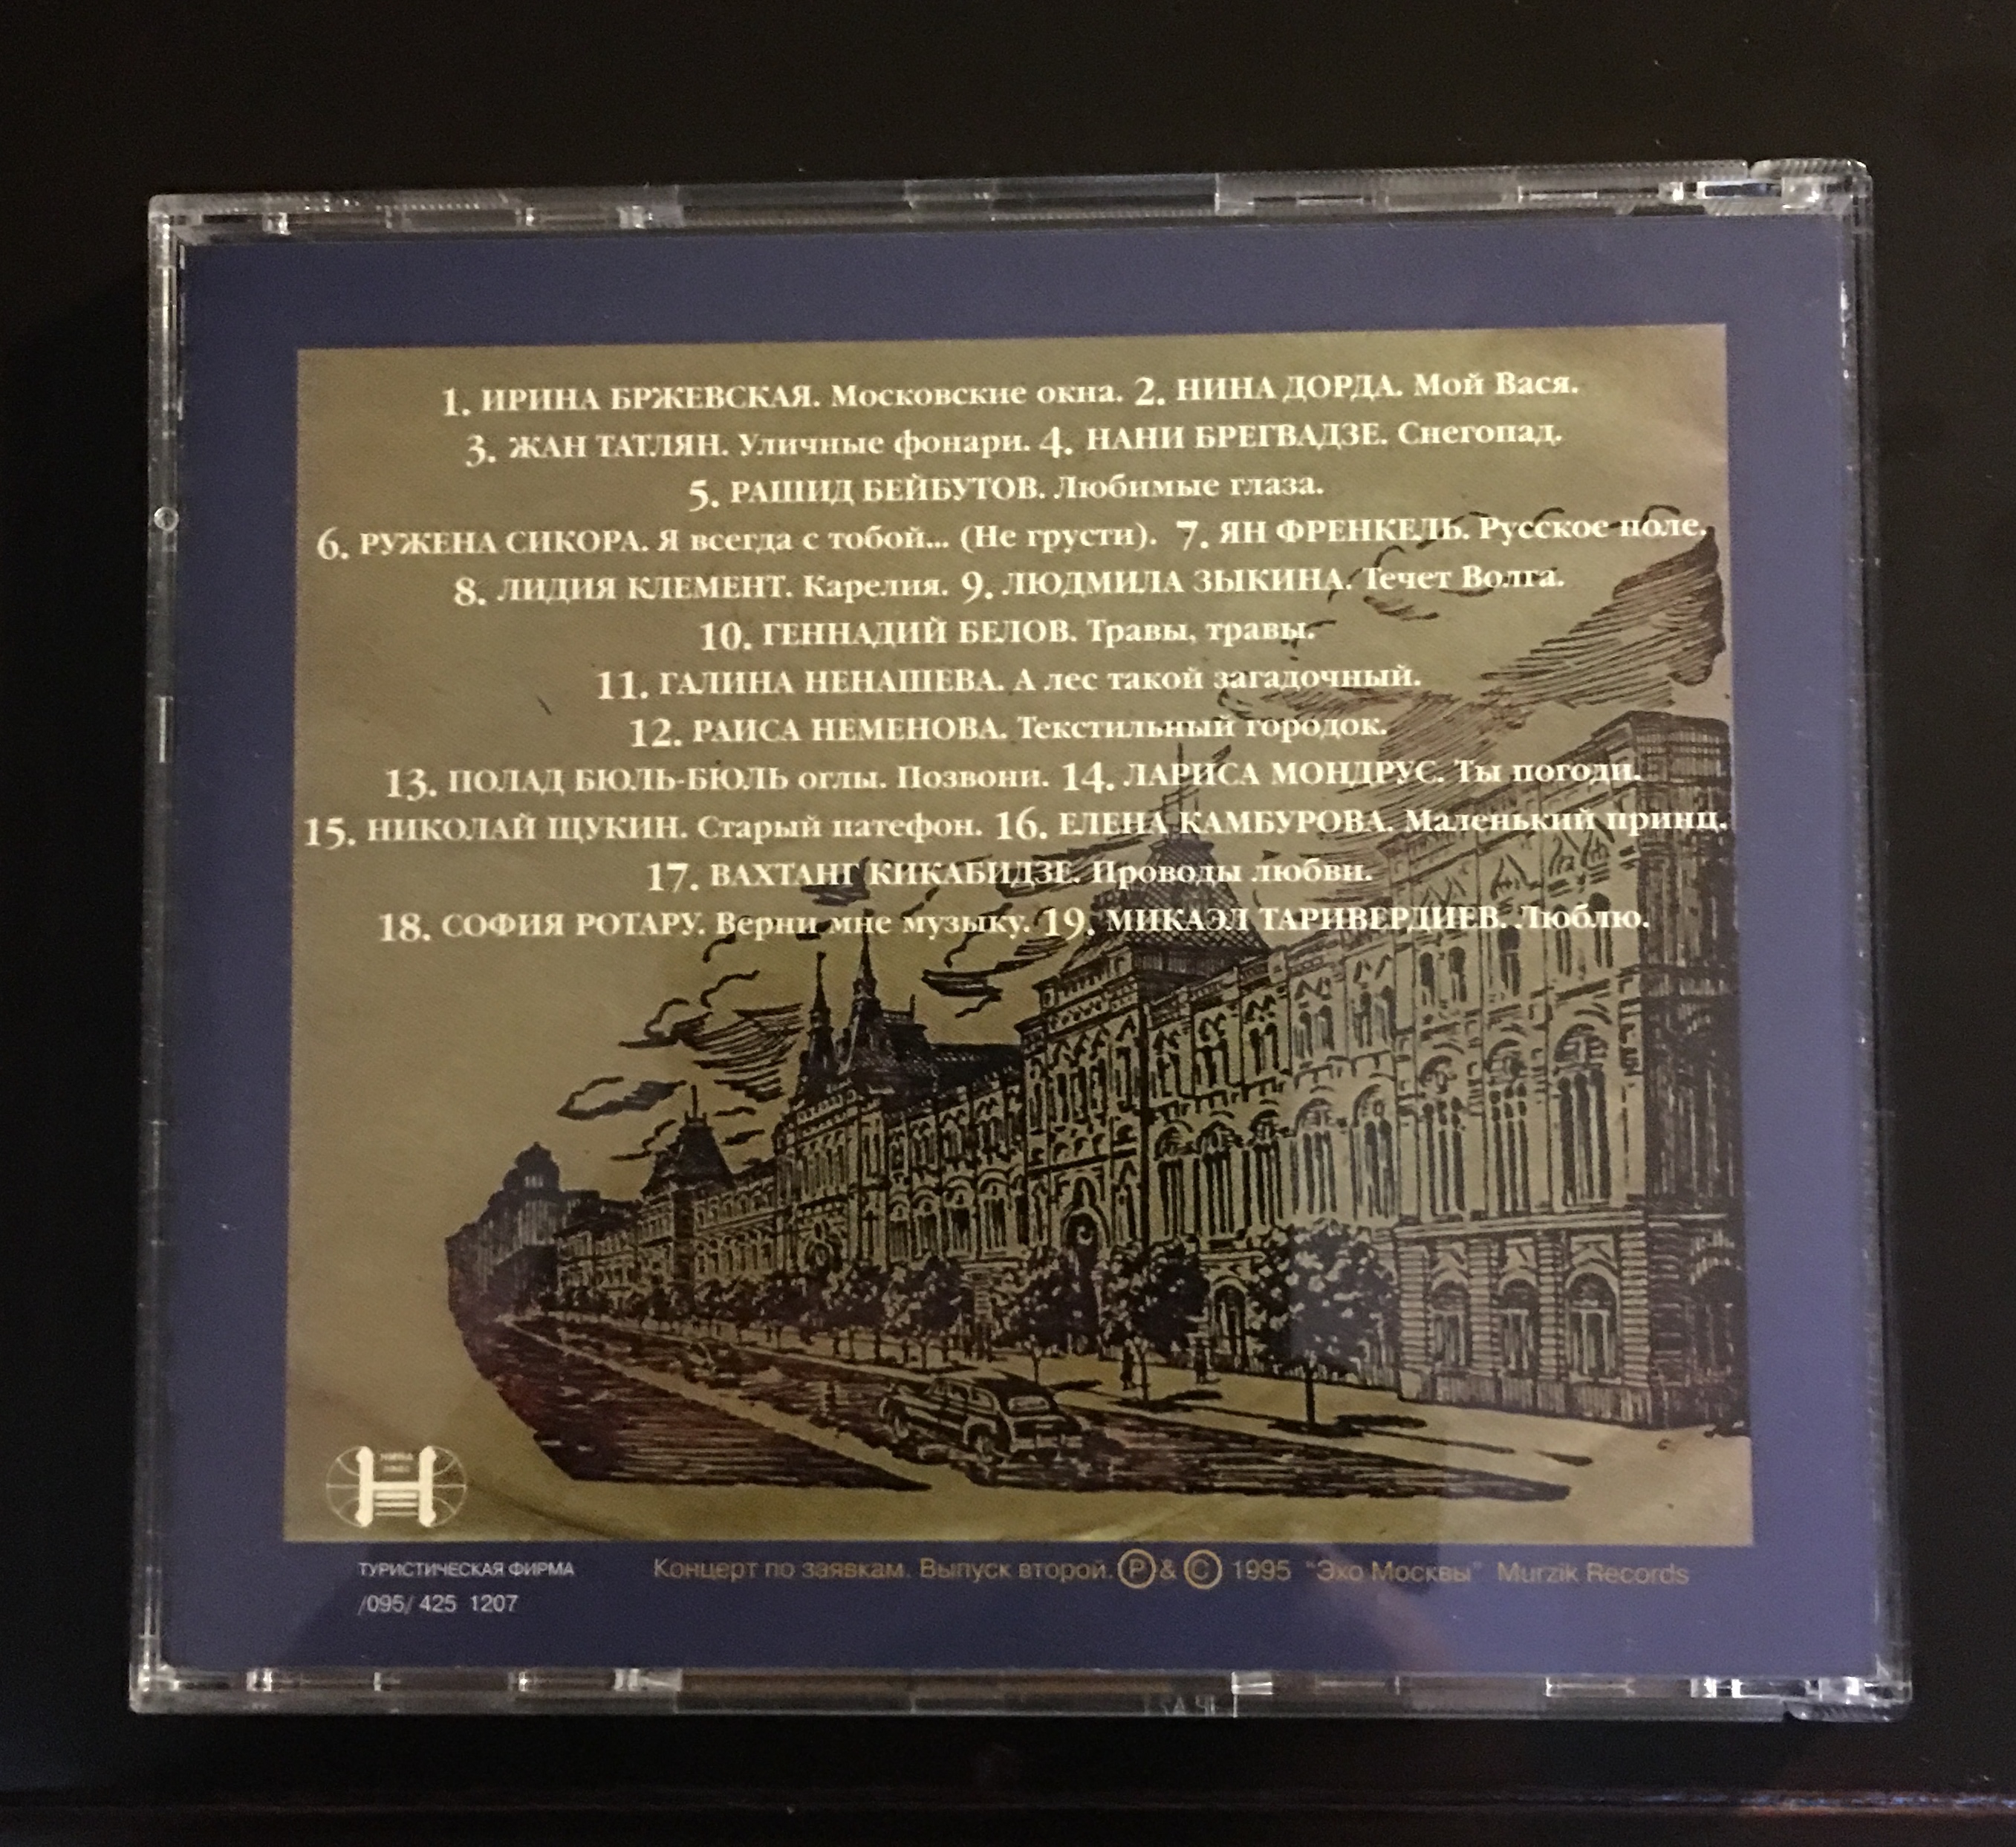 1. ИРИНА БРЖЕВСКАЯ. Московские окна. 2. НИНА ДОРДА. Мой Вася.
3. ЖАН ТАТЛЯН. Уличные фонари. 4. НАНИ БРЕГВАДЗЕ. Снегопад.
5. РАШИД БЕЙБУТОВ. Любимые глаза.
6. РУЖЕНА СИКОРА. Я всегда с тобой... (Не грусти). 7. ЯН ФРЕНКЕЛЬ. Русское поле.
8. ЛИДИЯ КЛЕМЕНТ. Карелия. 9. ЛЮДМИЛА ЗЫКИНА. Течет Волга.
10. ГЕННАДИЙ БЕЛОВ. Травы, травы.
11. ГАЛИНА НЕНАШЕВА. А лес такой загадочный.
12. РАИСА НЕМЕНОВА. Текстильный городок.
13. ПОЛАД БЮЛЬ-БЮЛЬ оглы. Позвони. 14. ЛАРИСА МОНДРУС. Ты погоди.
15. НИКОЛАЙ ЩУКИН. Старый патефон. 16. ЕЛЕНА КАМБУРОВА. Маленький принц.
17. ВАХТАНГ КИКАБИДЗЕ. Проводы любви.
18. СОФИЯ РОТАРУ. Верни мне музыку. 19. МИКАЭЛ ТАРИВЕРДИЕВ. Люблю.
ТУРИСТИЧЕСКАЯ ФИРМА
/095/ 425 1207
Концерт по заявкам. Выпуск второй. Ⓟ & Ⓒ 1995 "Эхо Москвы" Murzik Records